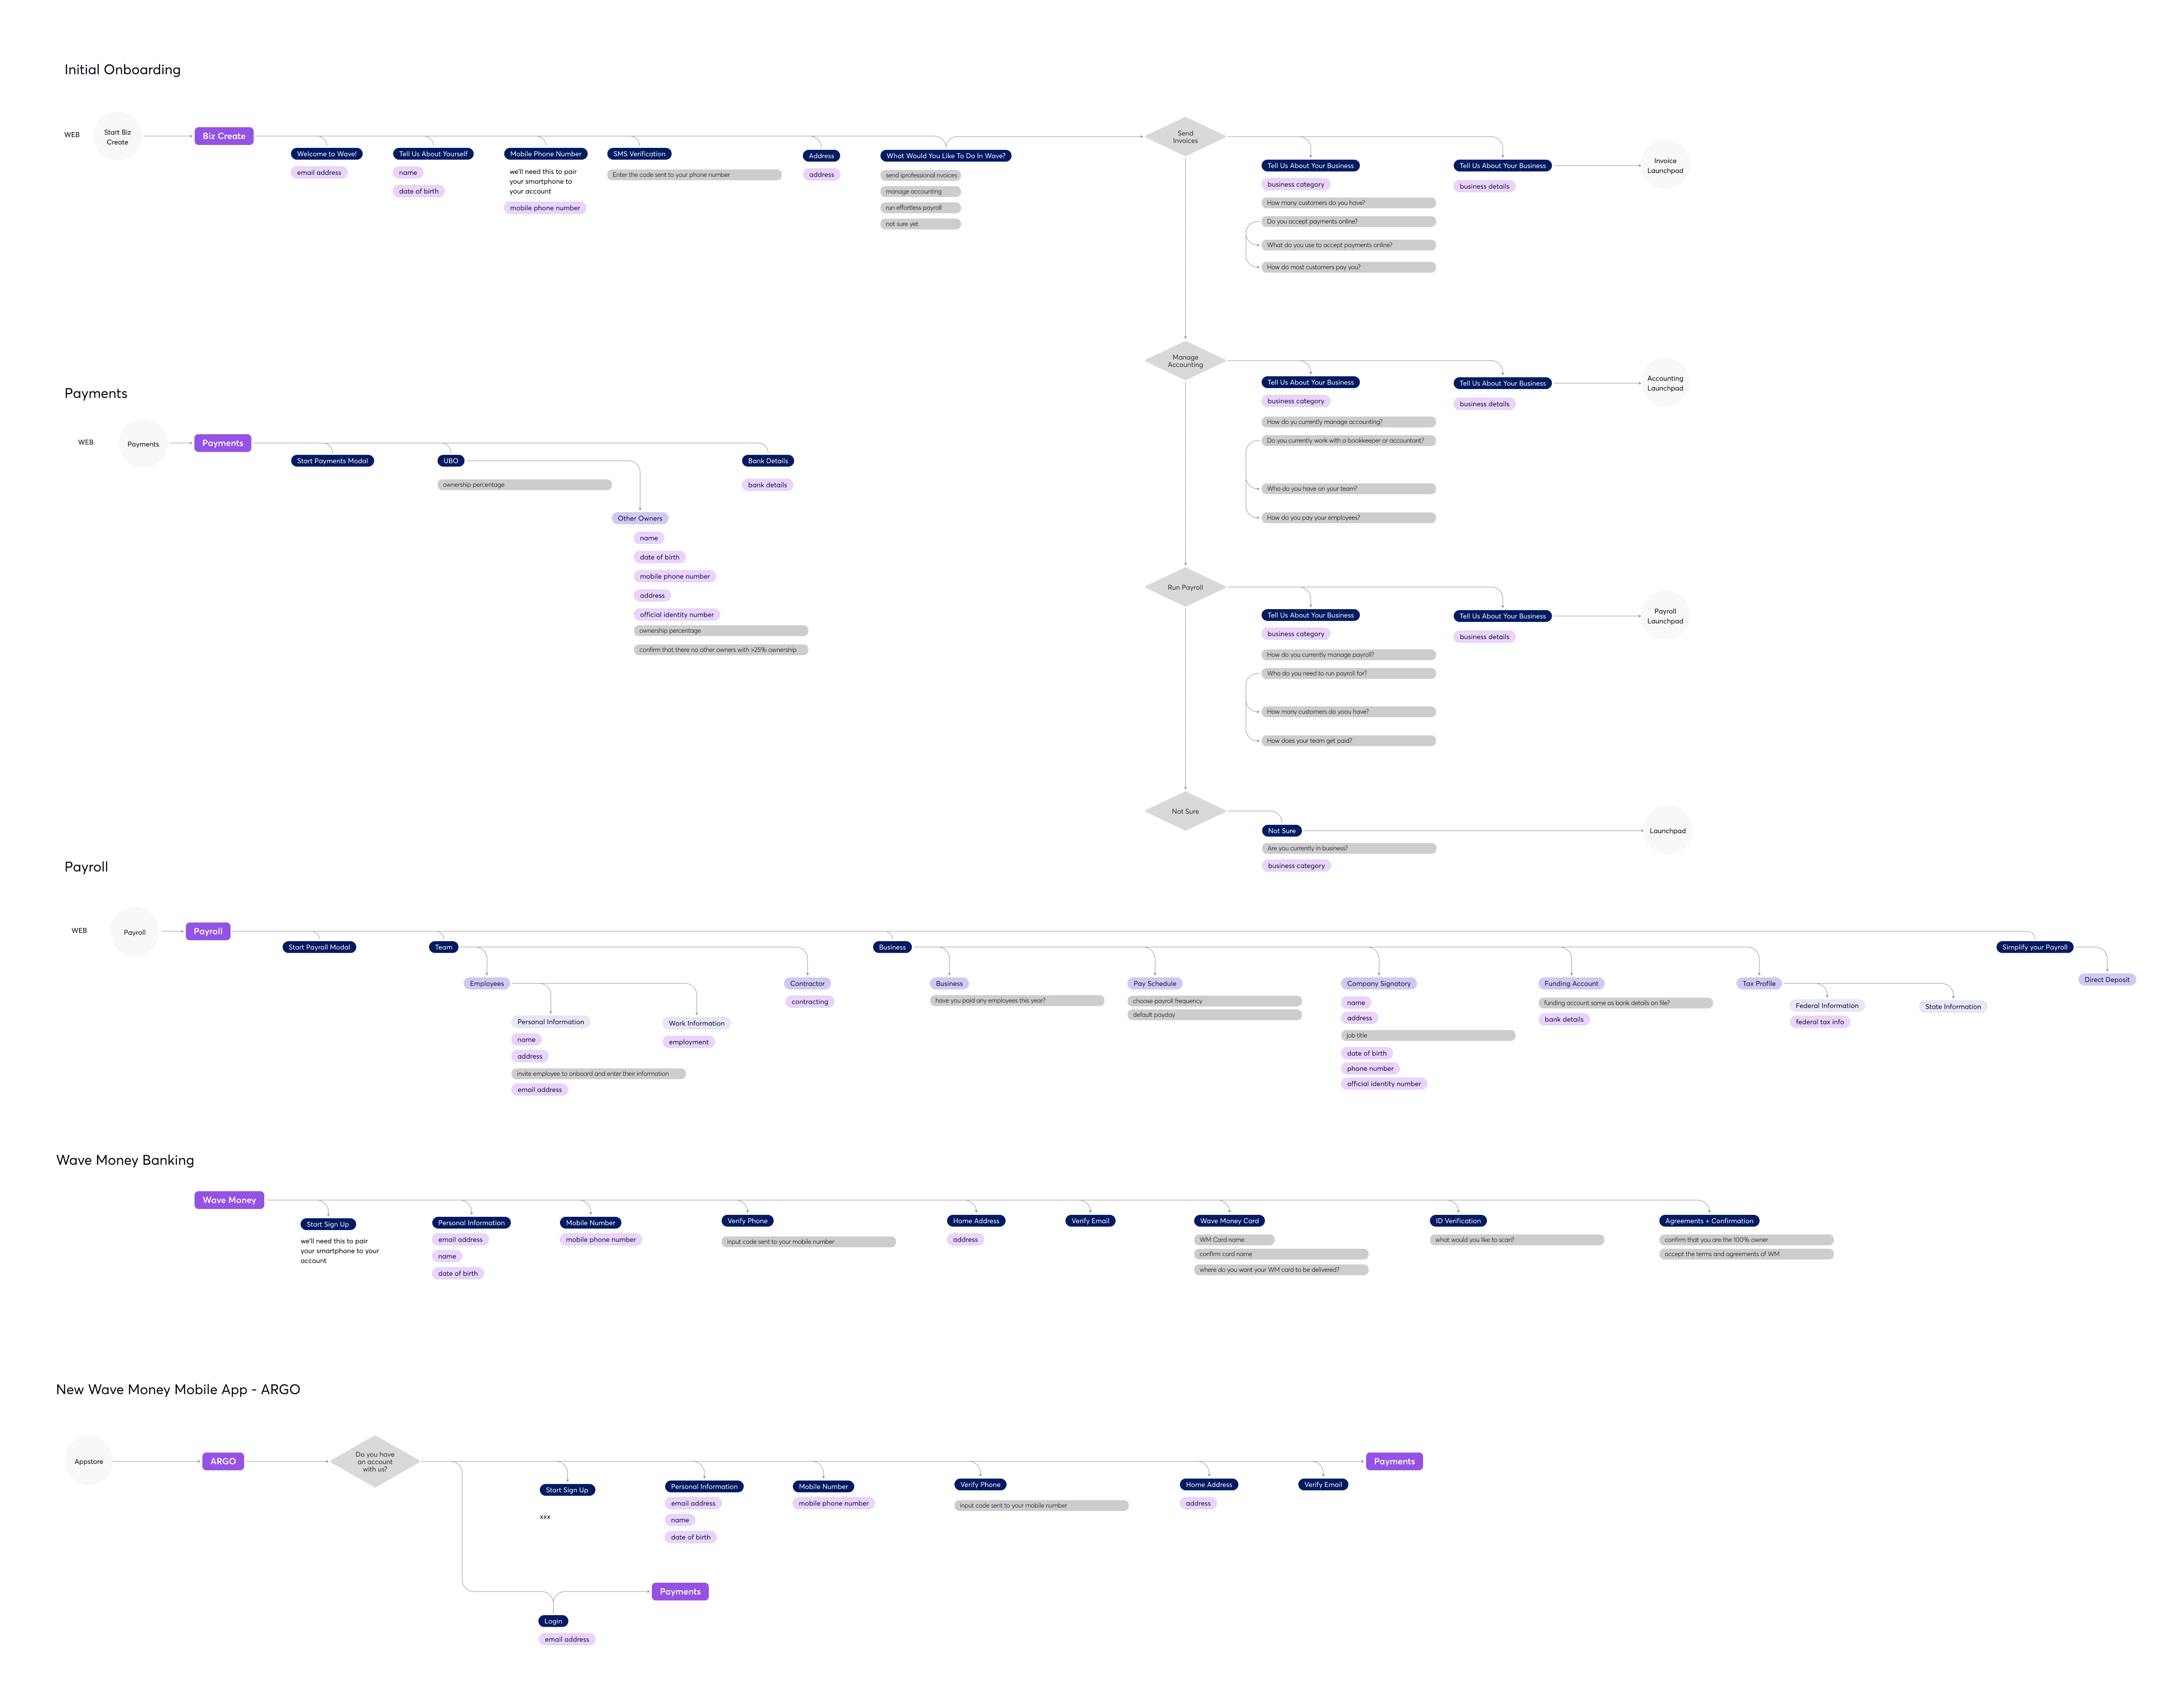 Initial Onboarding
WEB
Start Biz
Create
Biz Create
Welcome to Wave!
email address
Tell Us About Yourself
name
date of birth
Mobile Phone Number
we'll need this to pair
your smartphone to
your account
mobile phone number
SMS Verification
Enter the code sent to your phone number
Address
address
What Would You Like To Do In Wave?
send iprofessional nvoices
manage accounting
run effortless payroll
not sure yet
Send
Invoices
Tell Us About Your Business
business category
How many customers do you have?
Do you accept payments online?
What do you use to accept payments online?
How do most customers pay you?
Tell Us About Your Business
business details
Invoice
Launchpad
Manage
Accounting
Tell Us About Your Business
business category
How do yu currently manage accounting?
Do you currently work with a bookkeeper or accountant?
Who do you have on your team?
How do you pay your employees?
Tell Us About Your Business
business details
Accounting
Launchpad
Run Payroll
Tell Us About Your Business
business category
How do you currently manage payroll?
Who do you need to run payroll for?
How many customers do yoou have?
How does your team get paid?
Tell Us About Your Business
business details
Payroll
Launchpad
Not Sure
Not Sure
Are you currently in business?
business category
Launchpad
Payments
WEB
Payments
Payments
Start Payments Modal
UBO
ownership percentage
Other Owners
name
date of birth
mobile phone number
address
official identity number
ownership percentage
confirm that there no other owners with >25% ownership
Bank Details
bank details
Payroll
WEB
Payroll
Payroll
Start Payroll Modal
Team
Employees
Personal Information
name
address
invite employee to onboard and enter their information
email address
Work Information
employment
Contractor
contracting
Business
Business
have you paid any employees this year?
Pay Schedule
choose payroll frequency
default payday
Company Signatory
name
address
job title
date of birth
phone number
official identity number
Funding Account
funding account same as bank details on file?
bank details
Tax Profile
Federal Information
federal tax info
State Information
Simplify your Payroll
Direct Deposit
Wave Money Banking
Wave Money
Start Sign Up
we'll need this to pair
your smartphone to your
account
Personal Information
email address
name
date of birth
Mobile Number
mobile phone number
Verify Phone
input code sent to your mobile number
Home Address
address
Verify Email
Wave Money Card
WM Card name
confirm card name
where do you want your WM card to be delivered?
ID Verification
what would you like to scan?
Agreements + Confirmation
confirm that you are the 100% owner
accept the terms and agreements of WM
New Wave Money Mobile App - ARGO
Appstore
ARGO
Do you have
an account
with us?
Start Sign Up
xxx
Personal Information
email address
name
date of birth
Mobile Number
mobile phone number
Verify Phone
input code sent to your mobile number
Home Address
address
Verify Email
Payments
Payments
Login
email address